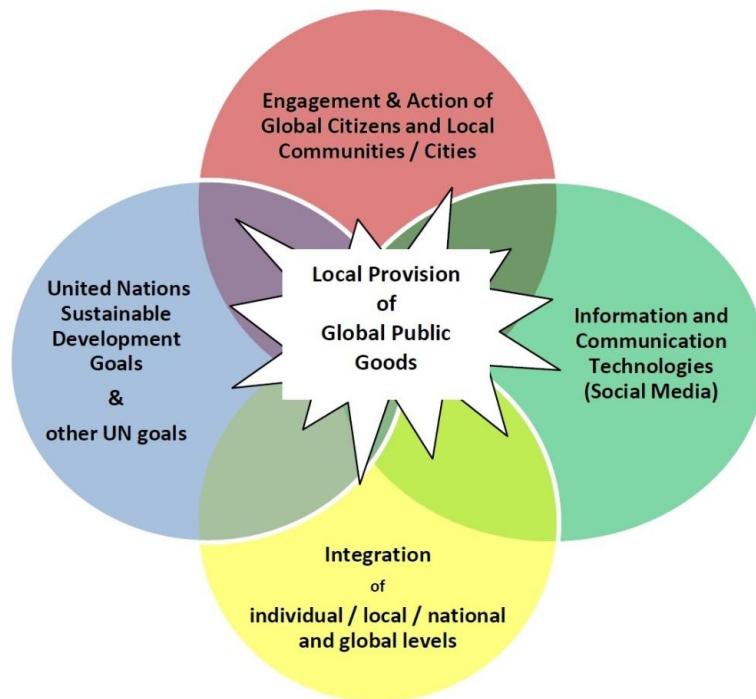 Engagement & Action of
Global Citizens and Local
Communities / Cities
United Nations
Sustainable
Development
Goals
&
other UN goals
Local Provision
of
Global Public
Goods
Information and
Communication
Technologies
(Social Media)
Integration
of
individual / local / national
and global levels